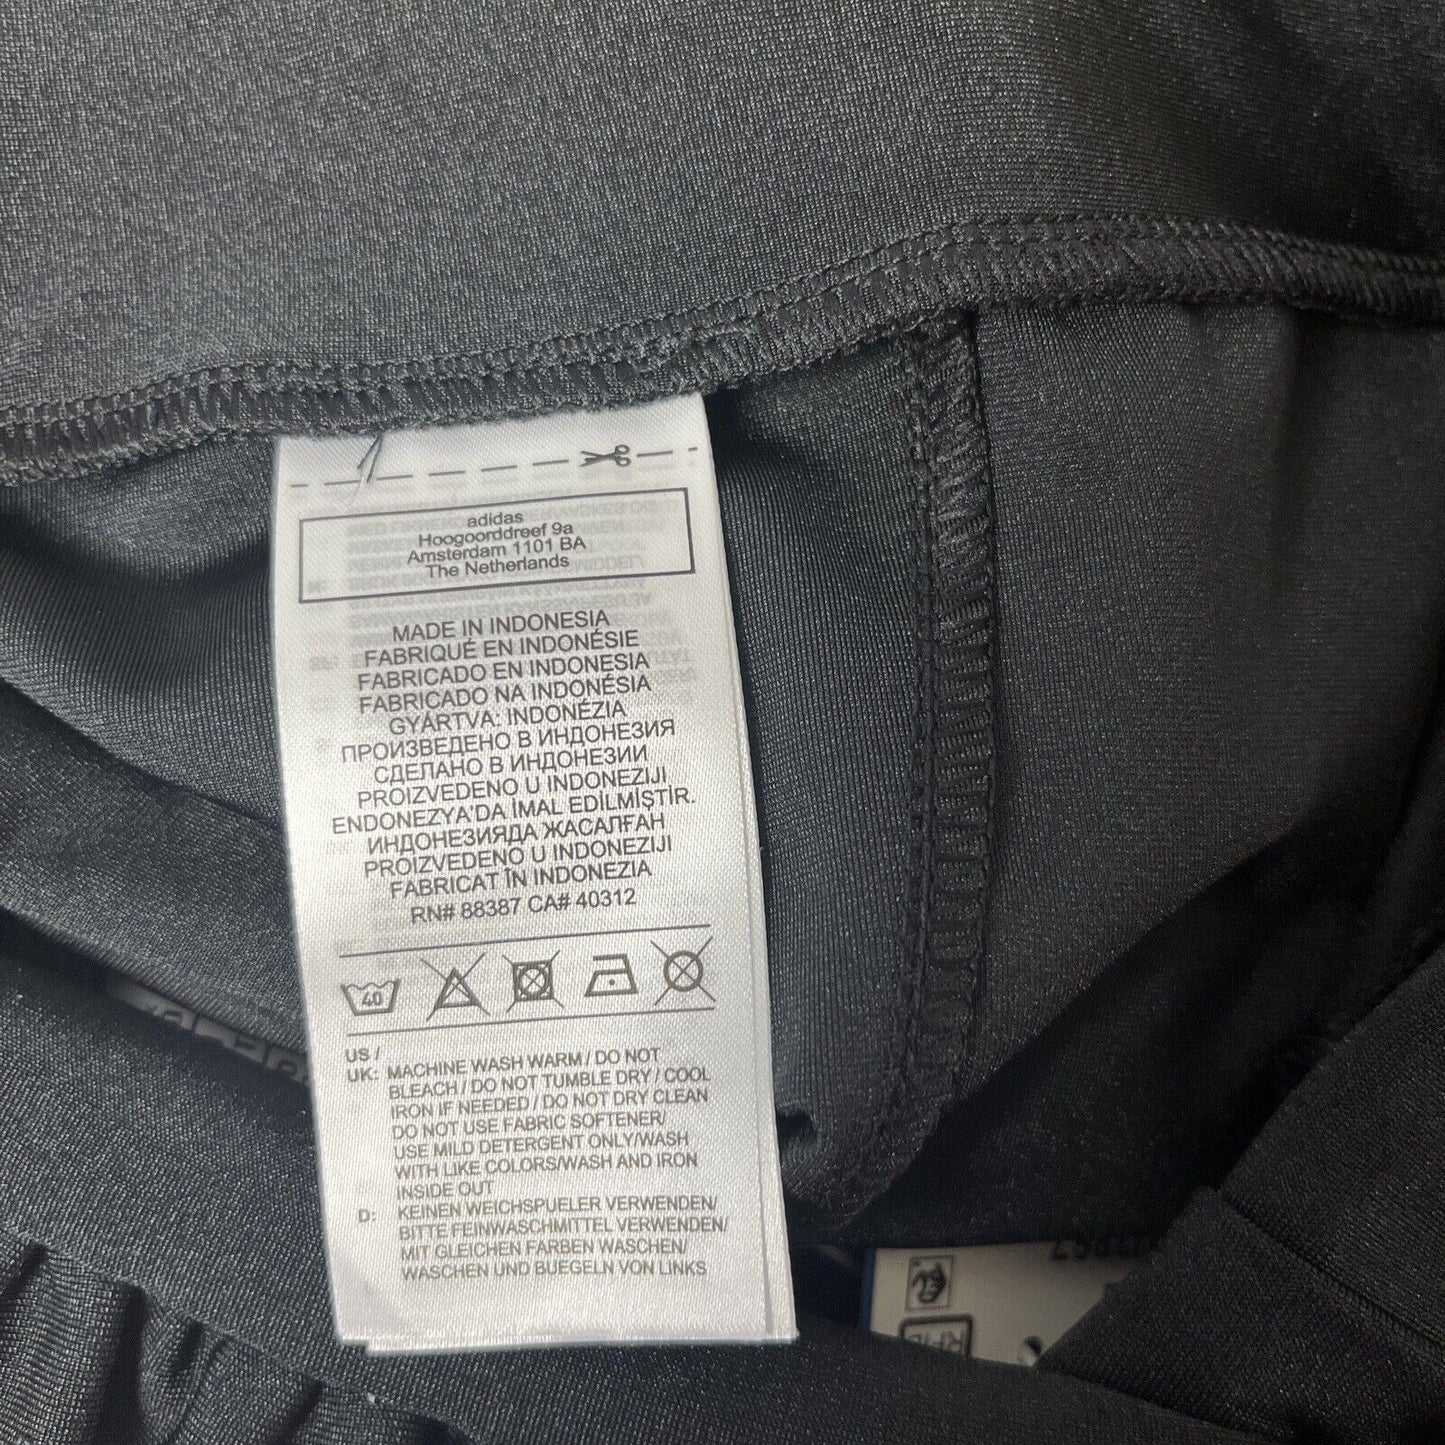 adidas
Hoogoorddreef 9a
Amsterdam 1101 BA
The Netherlands
MADE IN INDONESIA
FABRIQUÉ EN INDONÉSIE
FABRICADO EN INDONESIA
FABRICADO NA INDONÉSIA
GYÁRTVA: INDONÉZIA
ПРОИЗВЕДЕНО В ИНДОНЕЗИЯ
СДЕЛАНО В ИНДОНЕЗИИ
PROIZVEDENO U INDONEZIJI
ENDONEZYA'DA İMAL EDİLMİŞTİR.
ИНДОНЕЗИЯДА ЖАСАЛҒАН
PROIZVEDENO U INDONEZIJI
FABRICAT ÎN INDONEZIA
RN# 88387 CA# 40312
40
US /
UK: MACHINE WASH WARM / DO NOT
BLEACH / DO NOT TUMBLE DRY / COOL
IRON IF NEEDED / DO NOT DRY CLEAN
DO NOT USE FABRIC SOFTENER/
USE MILD DETERGENT ONLY/WASH
WITH LIKE COLORS/WASH AND IRON
INSIDE OUT
D: KEINEN WEICHSPUELER VERWENDEN/
BITTE FEINWASCHMITTEL VERWENDEN/
MIT GLEICHEN FARBEN WASCHEN/
WASCHEN UND BUEGELN VON LINKS